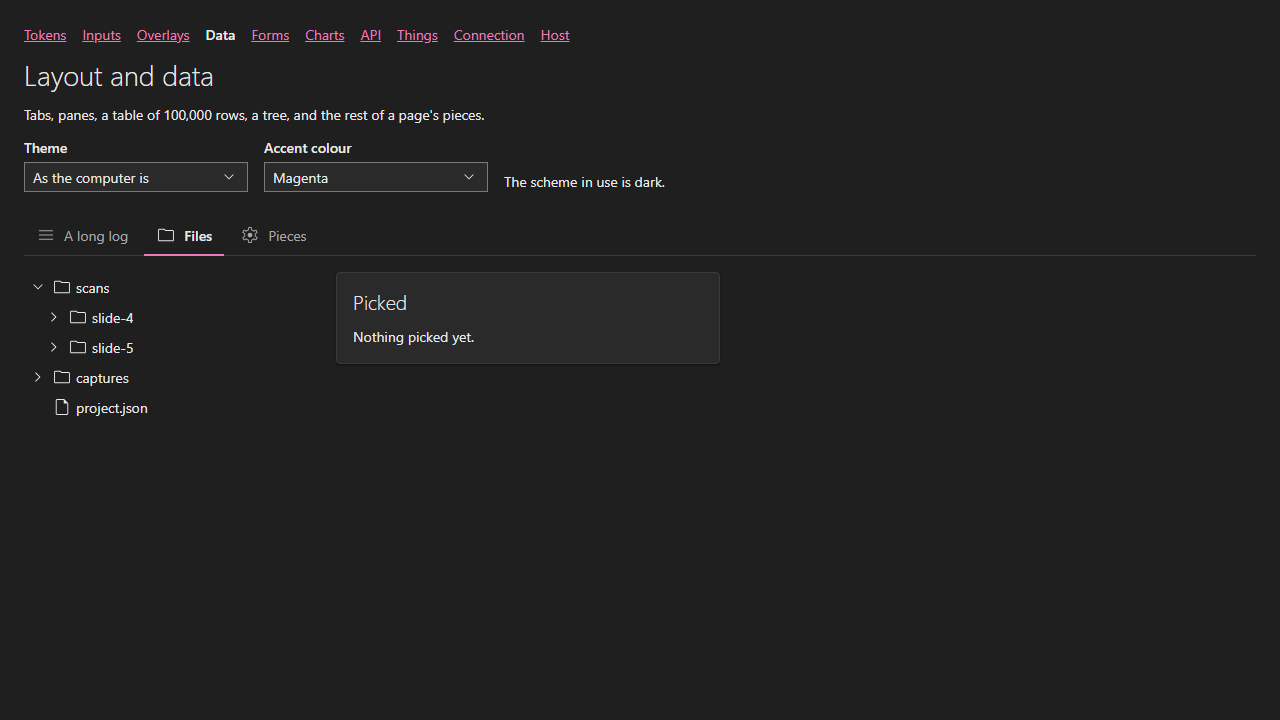 Tokens Inputs Overlays Data Forms Charts API Things Connection Host
Layout and data
Tabs, panes, a table of 100,000 rows, a tree, and the rest of a page's pieces.
Theme Accent colour
As the computer is Magenta The scheme in use is dark.
A long log Files Pieces
scans
slide-4
slide-5
captures
project.json
Picked
Nothing picked yet.